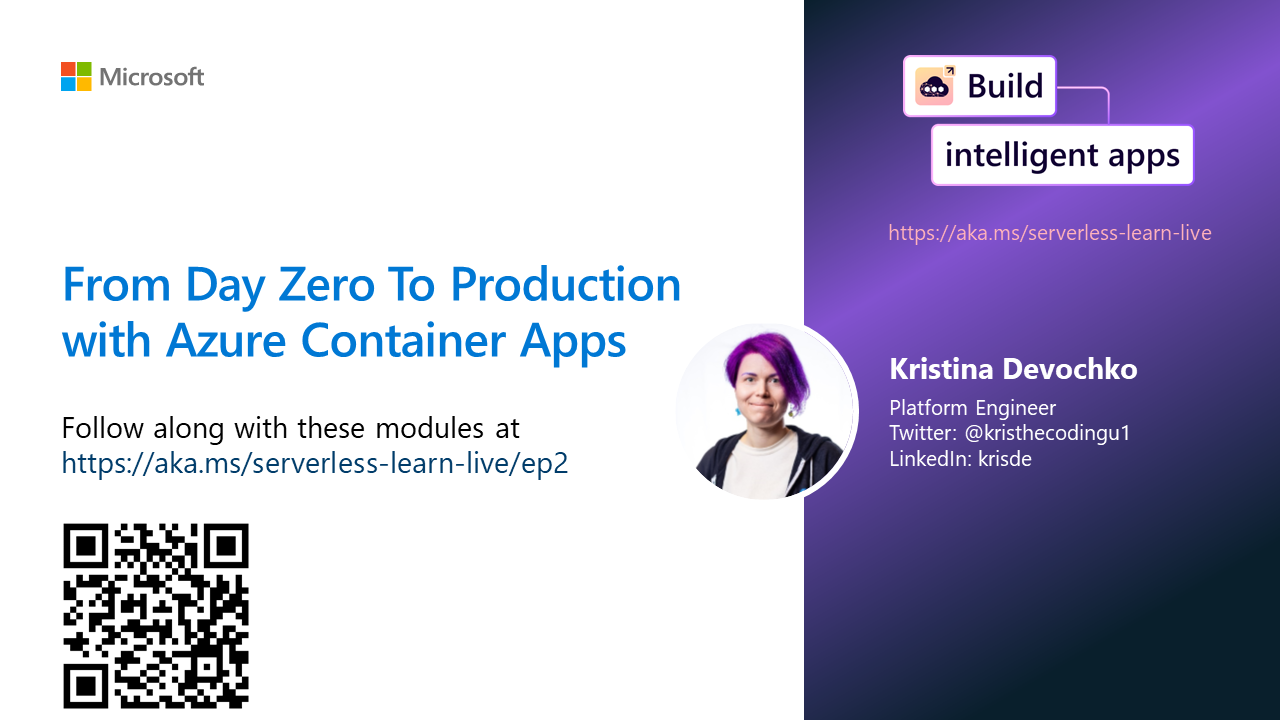 Microsoft
From Day Zero To Production
with Azure Container Apps
Follow along with these modules at
https://aka.ms/serverless-learn-live/ep2
Build
intelligent apps
https://aka.ms/serverless-learn-live
Kristina Devochko
Platform Engineer
Twitter: @kristhecodingu1
LinkedIn: krisde